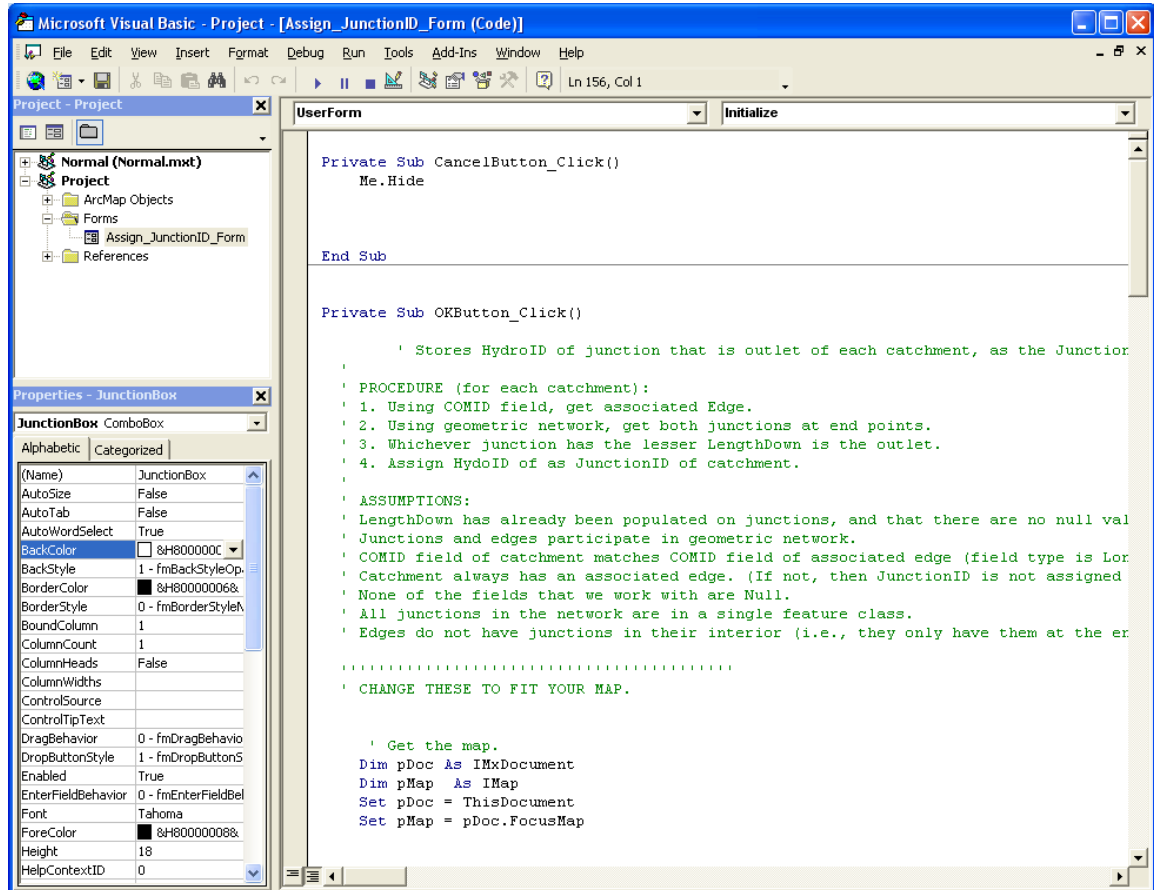 Microsoft Visual Basic - Project - [Assign_JunctionID_Form (Code)]
File Edit View Insert Format Debug Run Tools Add-Ins Window Help
Ln 156, Col 1
Project - Project
Normal (Normal.mxt)
Project
ArcMap Objects
Forms
Assign_JunctionID_Form
References
Properties - JunctionBox
JunctionBox ComboBox
Alphabetic Categorized
(Name) JunctionBox
AutoSize False
AutoTab False
AutoWordSelect True
BackColor &H800000C
BackStyle 1 - fmBackStyleOp
BorderColor &H80000006&
BorderStyle 0 - fmBorderStyleN
BoundColumn 1
ColumnCount 1
ColumnHeads False
ColumnWidths
ControlSource
ControlTipText
DragBehavior 0 - fmDragBehavio
DropButtonStyle 1 - fmDropButtonS
Enabled True
EnterFieldBehavior 0 - fmEnterFieldBel
Font Tahoma
ForeColor &H80000008&
Height 18
HelpContextID 0
UserForm Initialize
Private Sub CancelButton_Click()
Me.Hide
End Sub
Private Sub OKButton_Click()
' Stores HydroID of junction that is outlet of each catchment, as the Junction
'
' PROCEDURE (for each catchment):
' 1. Using COMID field, get associated Edge.
' 2. Using geometric network, get both junctions at end points.
' 3. Whichever junction has the lesser LengthDown is the outlet.
' 4. Assign HydoID of as JunctionID of catchment.
'
' ASSUMPTIONS:
' LengthDown has already been populated on junctions, and that there are no null val
' Junctions and edges participate in geometric network.
' COMID field of catchment matches COMID field of associated edge (field type is Lon
' Catchment always has an associated edge. (If not, then JunctionID is not assigned
' None of the fields that we work with are Null.
' All junctions in the network are in a single feature class.
' Edges do not have junctions in their interior (i.e., they only have them at the en
'''''''''''''''''''''''''''''''''''''''''''
' CHANGE THESE TO FIT YOUR MAP.
' Get the map.
Dim pDoc As IMxDocument
Dim pMap As IMap
Set pDoc = ThisDocument
Set pMap = pDoc.FocusMap